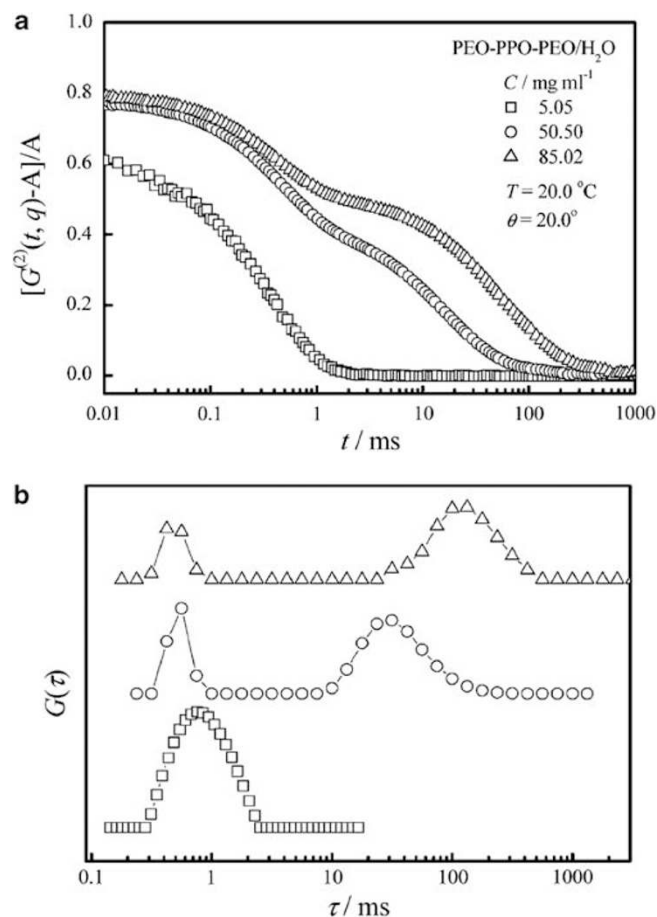 a
PEO-PPO-PEO/H₂O
C / mg ml⁻¹
5.05
50.50
85.02
T = 20.0 °C
θ = 20.0°
[G⁽²⁾(t, q)-A]/A
1.0
0.8
0.6
0.4
0.2
0.0
0.01 0.1 1 10 100 1000
t / ms
b
G(τ)
0.1 1 10 100 1000
τ / ms